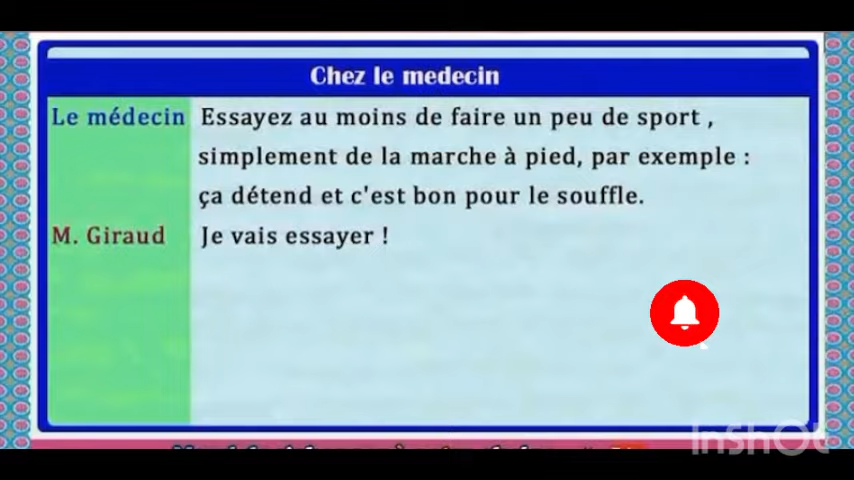 Chez le medecin
Le médecin Essayez au moins de faire un peu de sport ,
simplement de la marche à pied, par exemple :
ça détend et c'est bon pour le souffle.
M. Giraud Je vais essayer !
InShOt